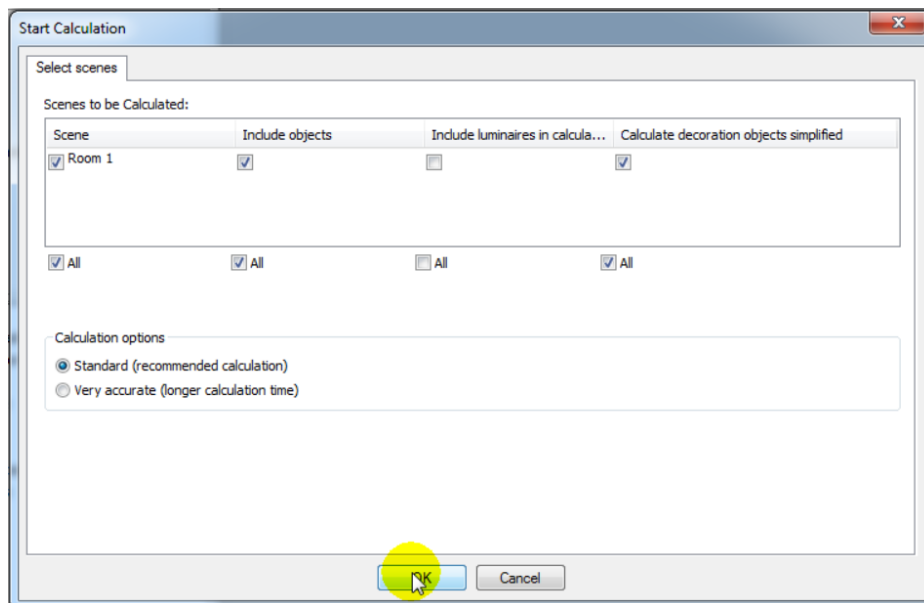 Start Calculation
Select scenes
Scenes to be Calculated:
Scene Include objects Include luminaires in calcula... Calculate decoration objects simplified
Room 1
All All All All
Calculation options
Standard (recommended calculation)
Very accurate (longer calculation time)
OK Cancel